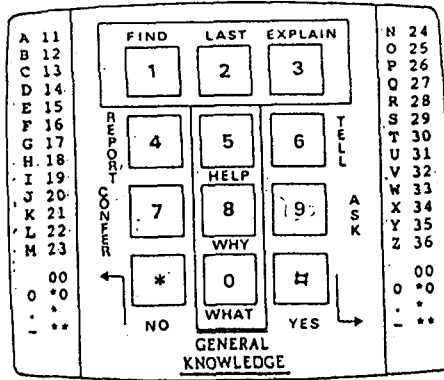 A 11
B 12
C 13
D 14
E 15
F 16
G 17
H 18
I 19
J 20
K 21
L 22
M 23
00
0 *0
. *
- **
FIND LAST EXPLAIN
1 2 3
REPORT
4 5 6
TELL
HELP
CONFER
7 8 9
ASK
WHY
* 0 #
NO WHAT YES
GENERAL
KNOWLEDGE
N 24
O 25
P 26
Q 27
R 28
S 29
T 30
U 31
V 32
W 33
X 34
Y 35
Z 36
00
0 *0
. *
- **